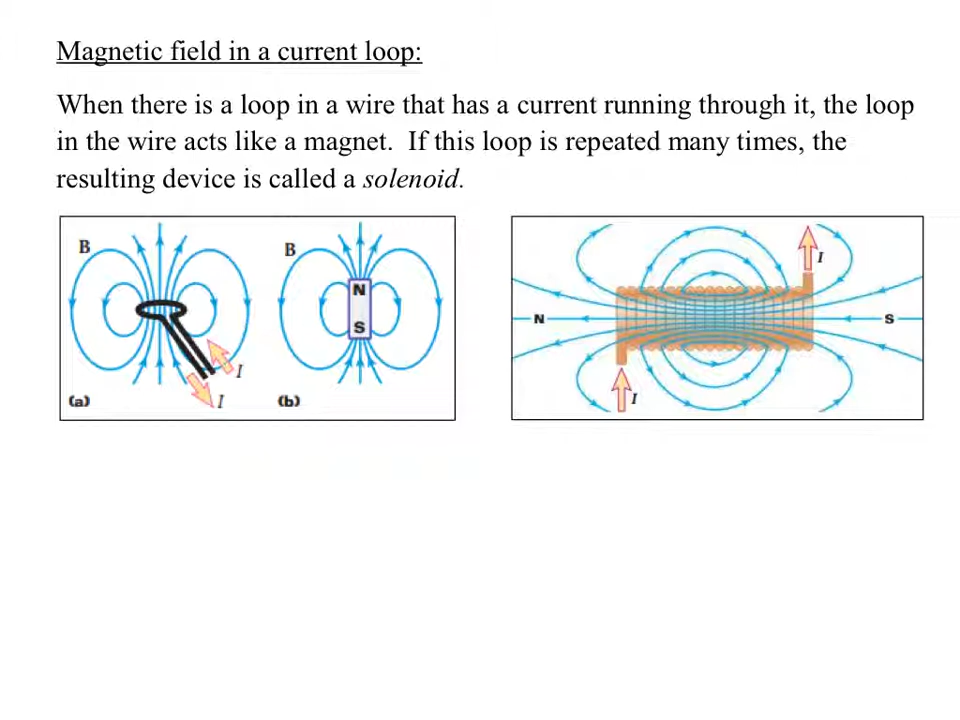 Magnetic field in a current loop:
When there is a loop in a wire that has a current running through it, the loop
in the wire acts like a magnet.  If this loop is repeated many times, the
resulting device is called a solenoid.
B
I
I
(a)
B
N
S
(b)
I
N
S
I